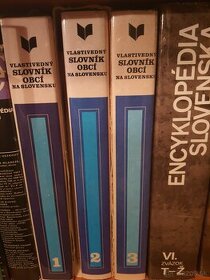 VLASTIVEDNÝ
SLOVNÍK
OBCÍ
NA SLOVENSKU
1
VLASTIVEDNÝ
SLOVNÍK
OBCÍ
NA SLOVENSKU
2
VLASTIVEDNÝ
SLOVNÍK
OBCÍ
NA SLOVENSKU
3
ENCYKLOPÉDIA
SLOVENSKA
VI.
ZVÄZOK
T–Ž